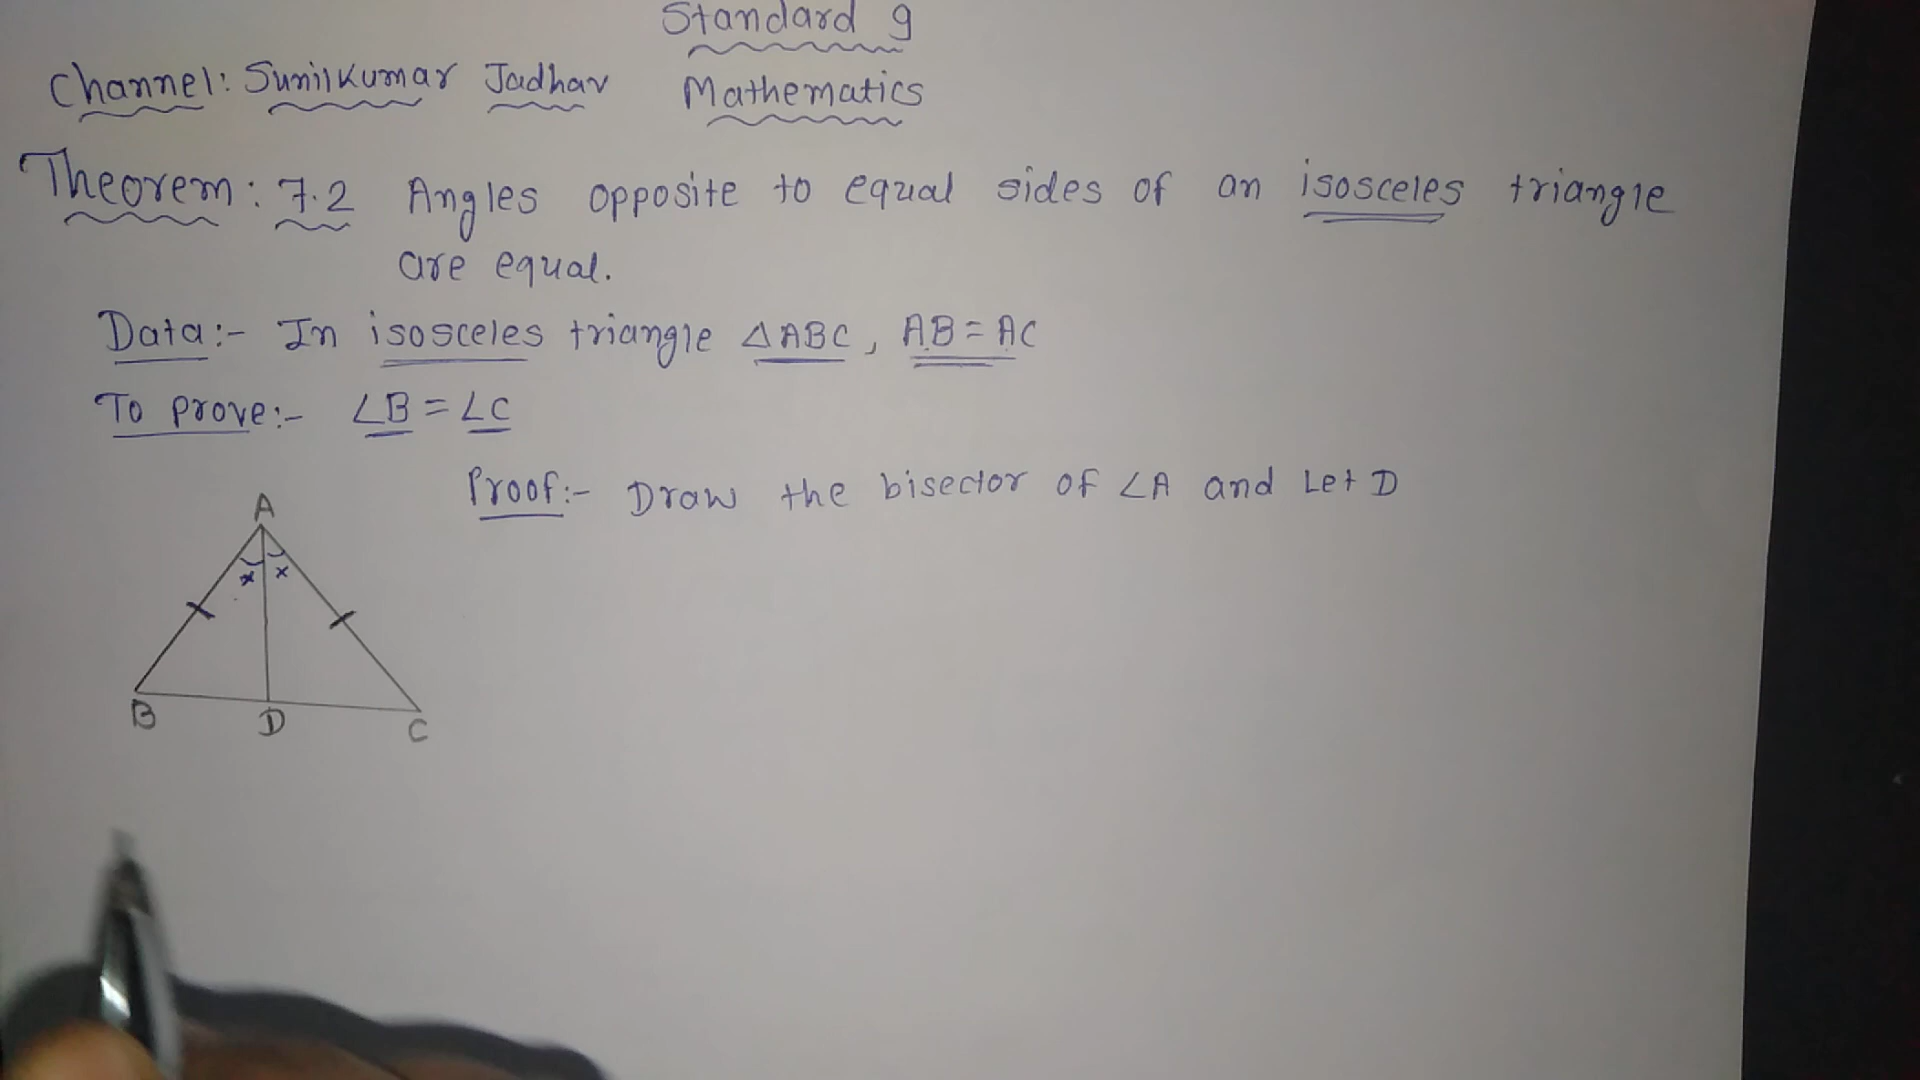 Standard 9
Channel: Sunilkumar Jadhav Mathematics
Theorem: 7.2 Angles opposite to equal sides of an isosceles triangle
are equal.
Data:- In isosceles triangle △ABC, AB = AC
To prove:- ∠B = ∠C
Proof:- Draw the bisector of ∠A and Let D
A
x x
B D C